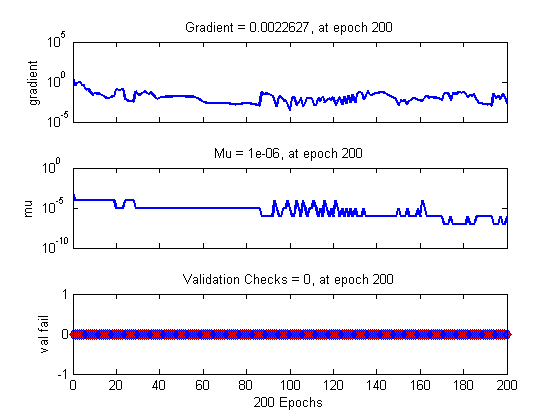 Gradient = 0.0022627, at epoch 200
10^5
10^0
10^-5
gradient
Mu = 1e-06, at epoch 200
10^0
10^-5
10^-10
mu
Validation Checks = 0, at epoch 200
1
0
-1
val fail
0 20 40 60 80 100 120 140 160 180 200
200 Epochs